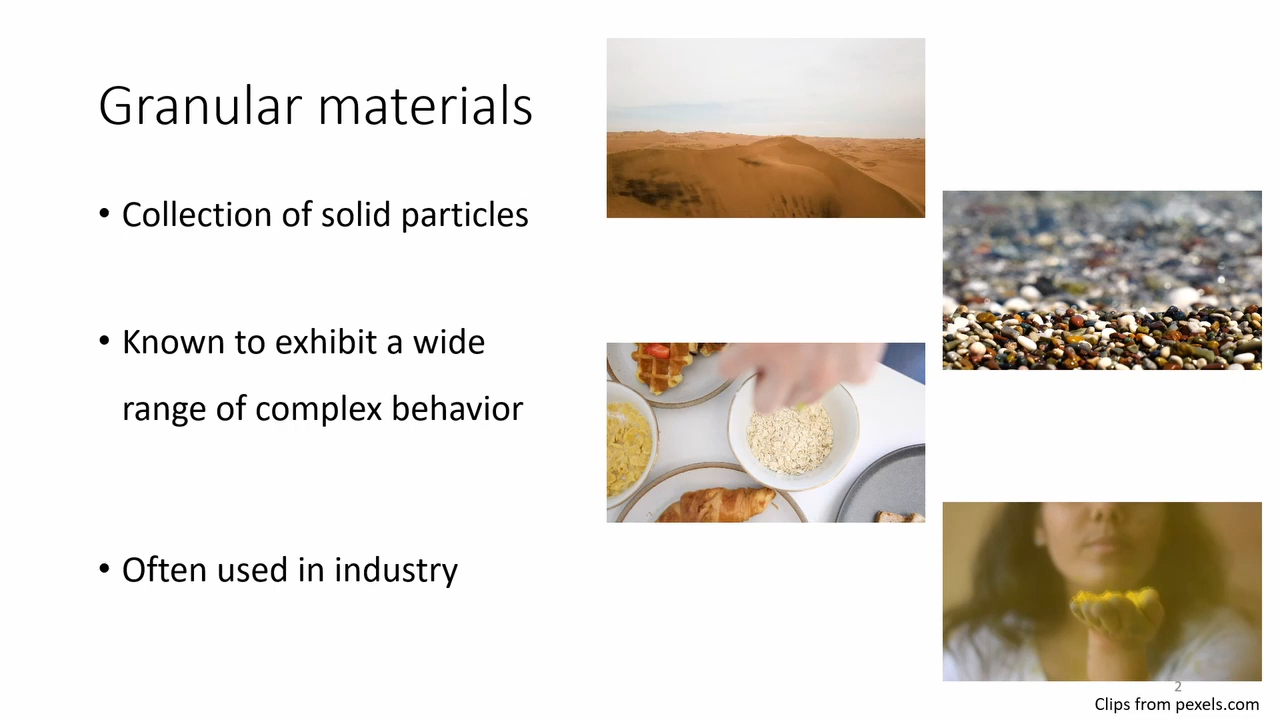 Granular materials
• Collection of solid particles
• Known to exhibit a wide
range of complex behavior
• Often used in industry
2
Clips from pexels.com